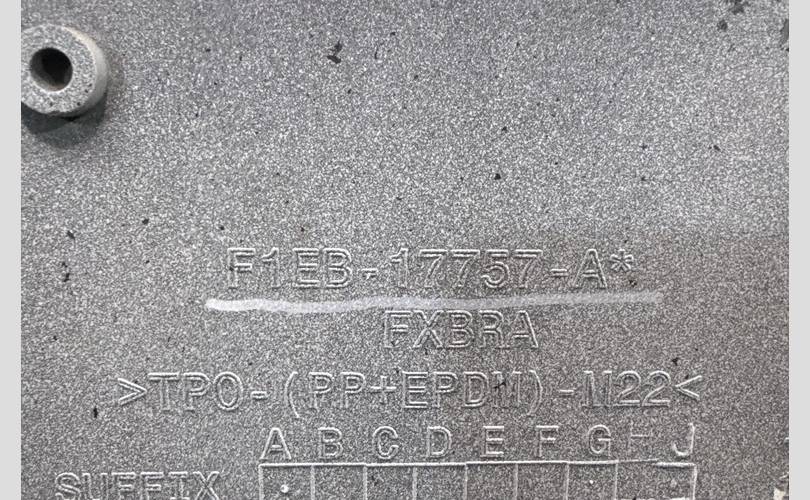 F1EB-17757-A*
FXBRA
>TPO-(PP+EPDM)-M22<
A B C D E F G H J
SUFFIX